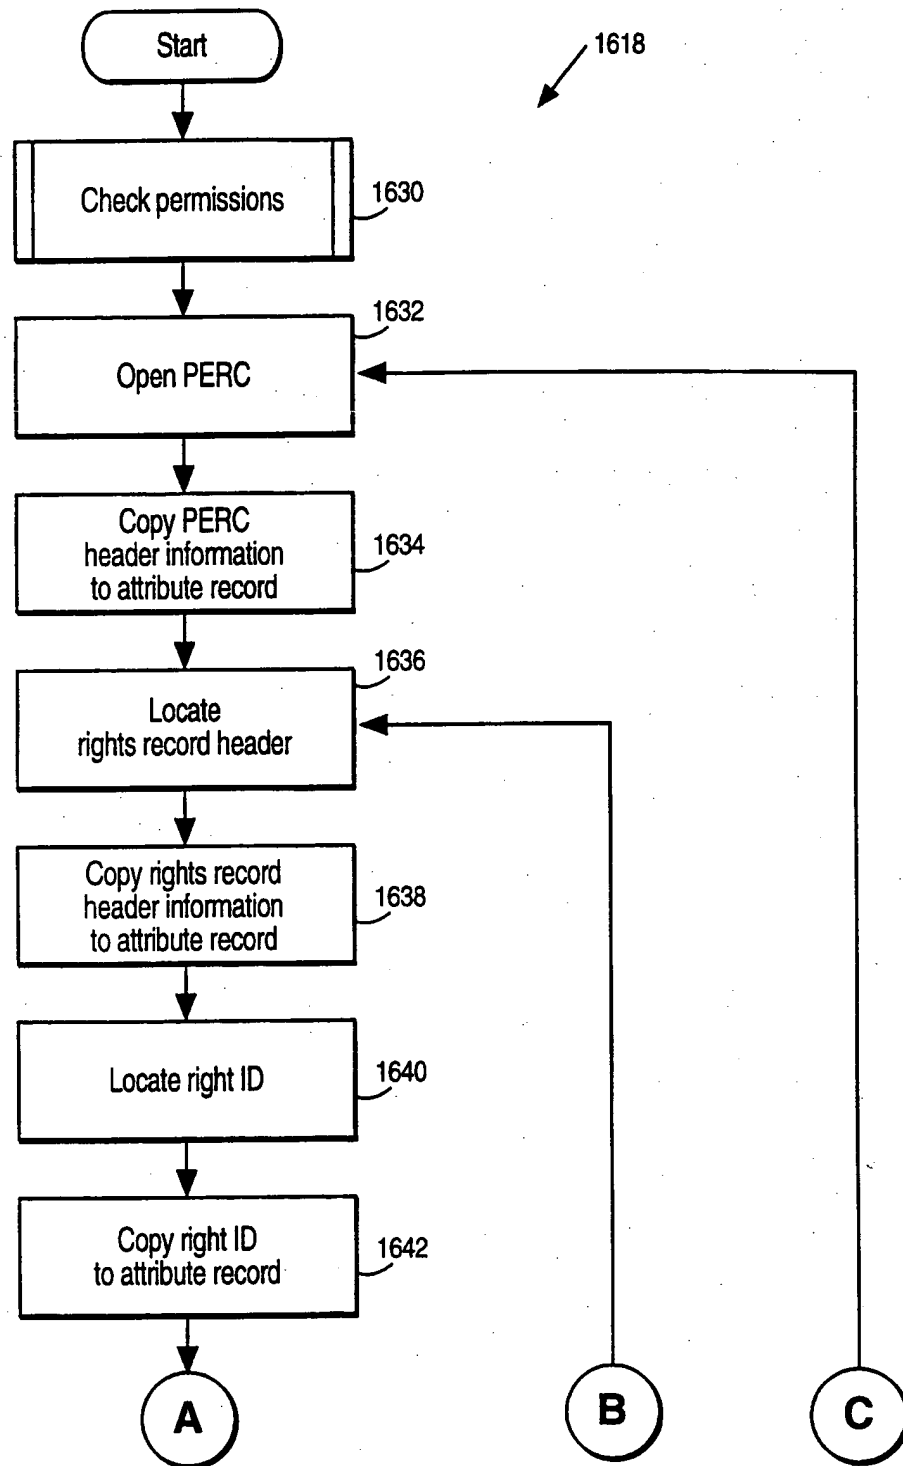 Start
1618
Check permissions
1630
1632
Open PERC
Copy PERC
header information
to attribute record
1634
1636
Locate
rights record header
Copy rights record
header information
to attribute record
1638
Locate right ID
1640
Copy right ID
to attribute record
1642
A
B
C